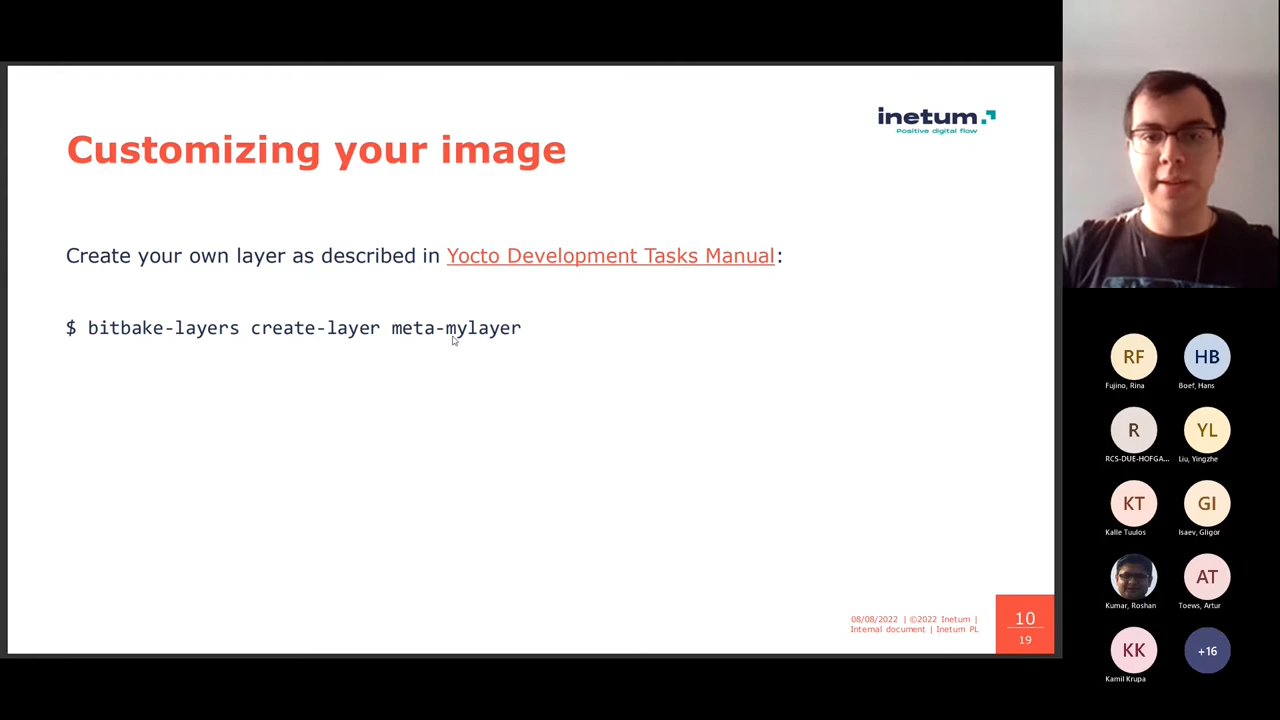 inetum
Positive digital flow
Customizing your image
Create your own layer as described in Yocto Development Tasks Manual:
$ bitbake-layers create-layer meta-mylayer
08/08/2022 | ©2022 Inetum |
Internal document | Inetum PL
10
19
RF
Fujino, Rina
HB
Boef, Hans
R
RCS-DUE-HOFGA...
YL
Liu, Yingzhe
KT
Kalle Tuulos
GI
Isaev, Gligor
Kumar, Roshan
AT
Toews, Artur
KK
Kamil Krupa
+16